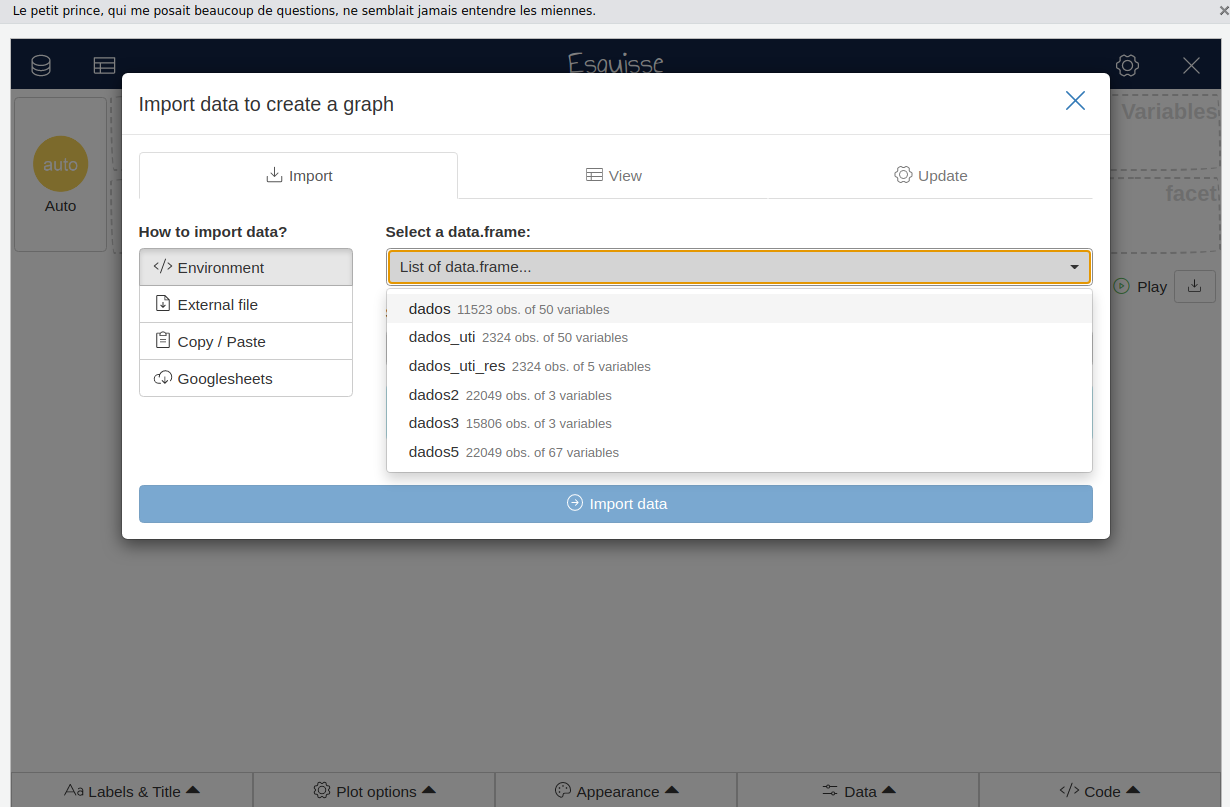 Le petit prince, qui me posait beaucoup de questions, ne semblait jamais entendre les miennes.
Esquisse
Import data to create a graph
Variables
auto
Auto
Import
View
Update
facet
How to import data?
Select a data.frame:
Environment
List of data.frame...
External file
Copy / Paste
Googlesheets
dados 11523 obs. of 50 variables
dados_uti 2324 obs. of 50 variables
dados_uti_res 2324 obs. of 5 variables
dados2 22049 obs. of 3 variables
dados3 15806 obs. of 3 variables
dados5 22049 obs. of 67 variables
Play
Import data
Aa Labels & Title
Plot options
Appearance
Data
</> Code